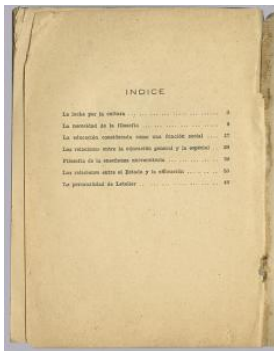 INDICE
La lucha por la cultura
La necesidad de la filosofía
La educación considerada como una función social
Las relaciones entre la educación general y la especial
Filosofía de la enseñanza
Las relaciones entre el Estado y la educación
La personalidad de Letelier